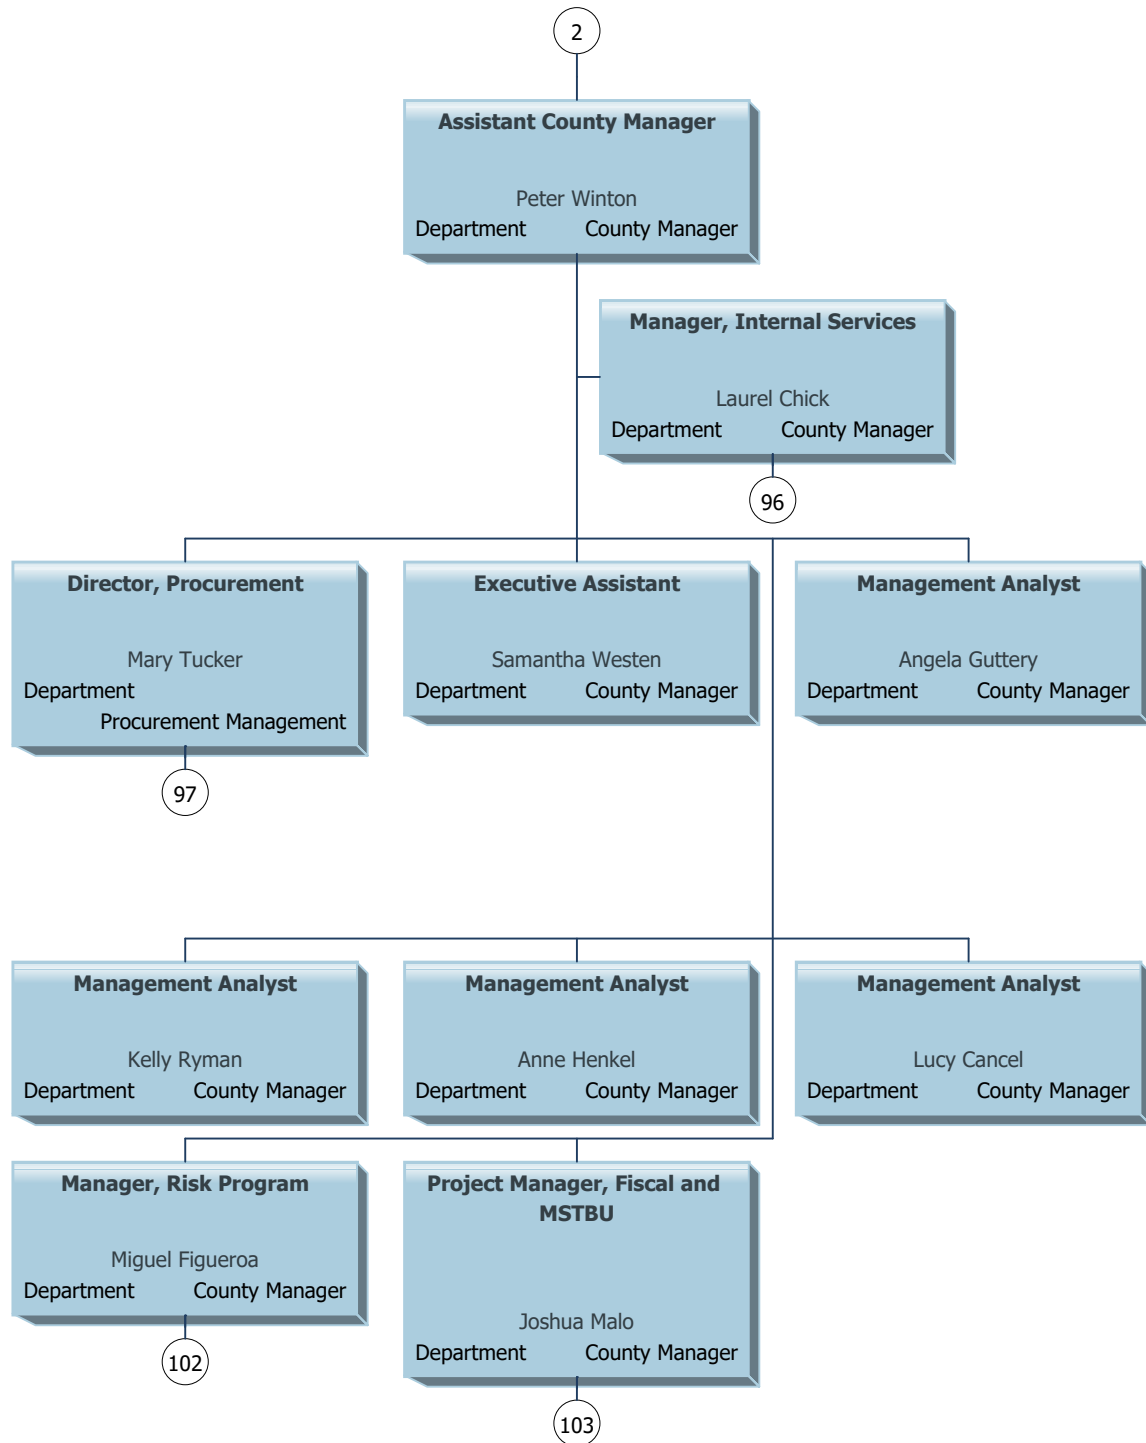 2
Assistant County Manager
Peter Winton
Department County Manager
Manager, Internal Services
Laurel Chick
Department County Manager
96
Director, Procurement
Mary Tucker
Department
Procurement Management
97
Executive Assistant
Samantha Westen
Department County Manager
Management Analyst
Angela Guttery
Department County Manager
Management Analyst
Kelly Ryman
Department County Manager
Management Analyst
Anne Henkel
Department County Manager
Management Analyst
Lucy Cancel
Department County Manager
Manager, Risk Program
Miguel Figueroa
Department County Manager
102
Project Manager, Fiscal and
MSTBU
Joshua Malo
Department County Manager
103